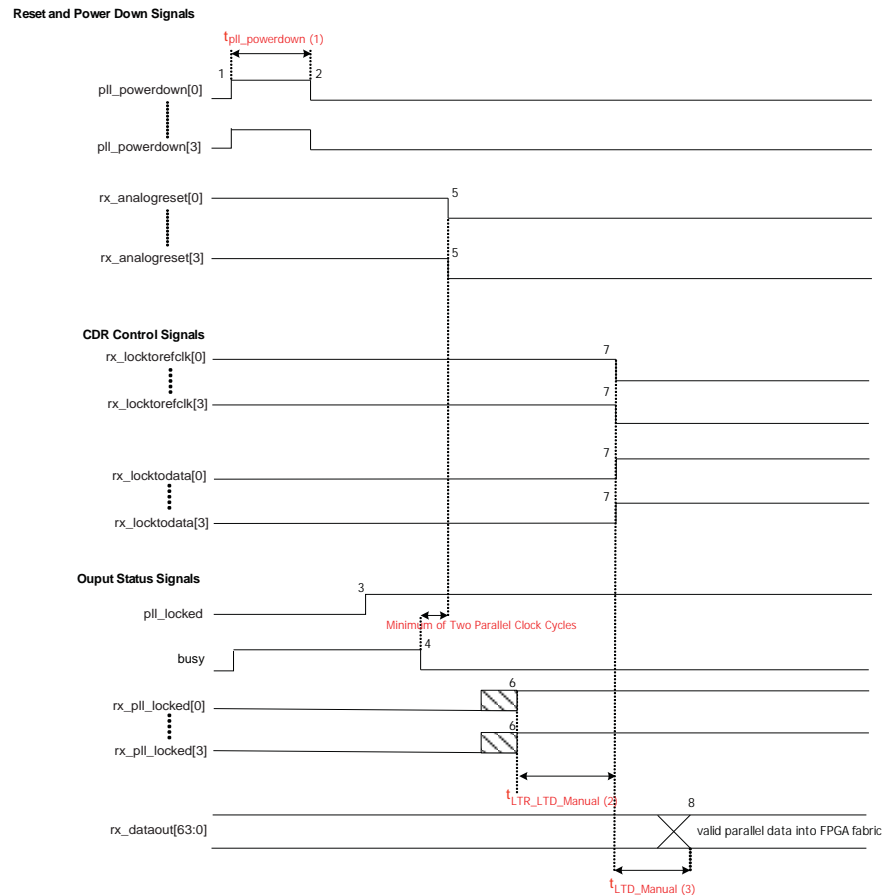 Reset and Power Down Signals
tpll_powerdown (1)
1
2
pll_powerdown[0]
pll_powerdown[3]
rx_analogreset[0]
5
rx_analogreset[3]
5
CDR Control Signals
rx_locktorefclk[0]
7
rx_locktorefclk[3]
7
rx_locktodata[0]
7
rx_locktodata[3]
7
Ouput Status Signals
3
pll_locked
Minimum of Two Parallel Clock Cycles
busy
4
rx_pll_locked[0]
6
rx_pll_locked[3]
6
tLTR_LTD_Manual (2)
8
rx_dataout[63:0]
valid parallel data into FPGA fabric
tLTD_Manual (3)